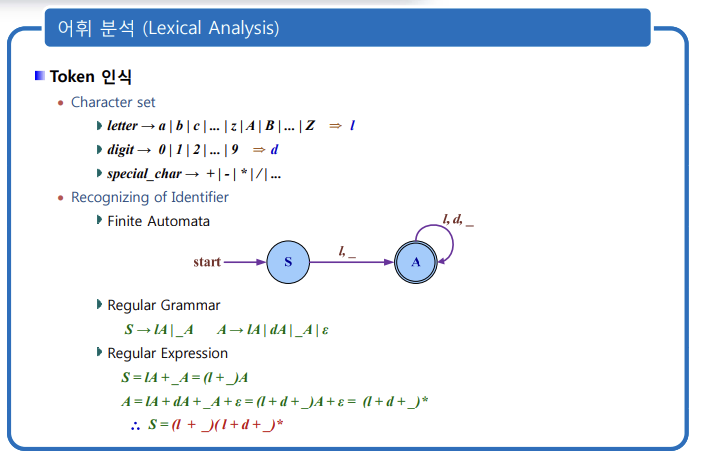 어휘 분석 (Lexical Analysis)
Token 인식
Character set
letter → a | b | c | ... | z | A | B | ... | Z ⇒ l
digit → 0 | 1 | 2 | ... | 9 ⇒ d
special_char → + | - | * | / | ...
Recognizing of Identifier
Finite Automata
l, d, _
start S l, _ A
Regular Grammar
S → lA | _A A → lA | dA | _A | ε
Regular Expression
S = lA + _A = (l + _)A
A = lA + dA + _A + ε = (l + d + _)A + ε = (l + d + _)*
∴ S = (l + _)( l + d + _)*